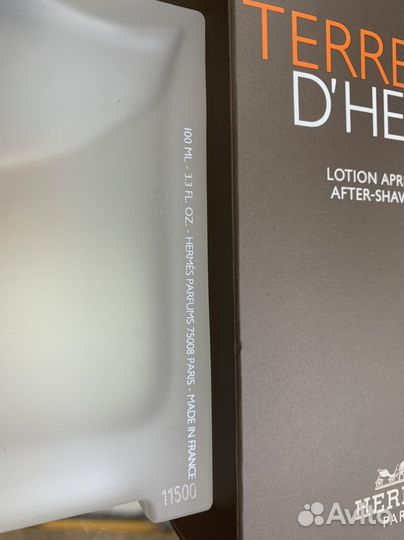 100 ML - 3.3 FL. OZ. - HERMÈS PARFUMS 75008 PARIS - MADE IN FRANCE
11500
TERRE
D'HE
LOTION APR
AFTER-SHAV
HERM
PAR
Avito